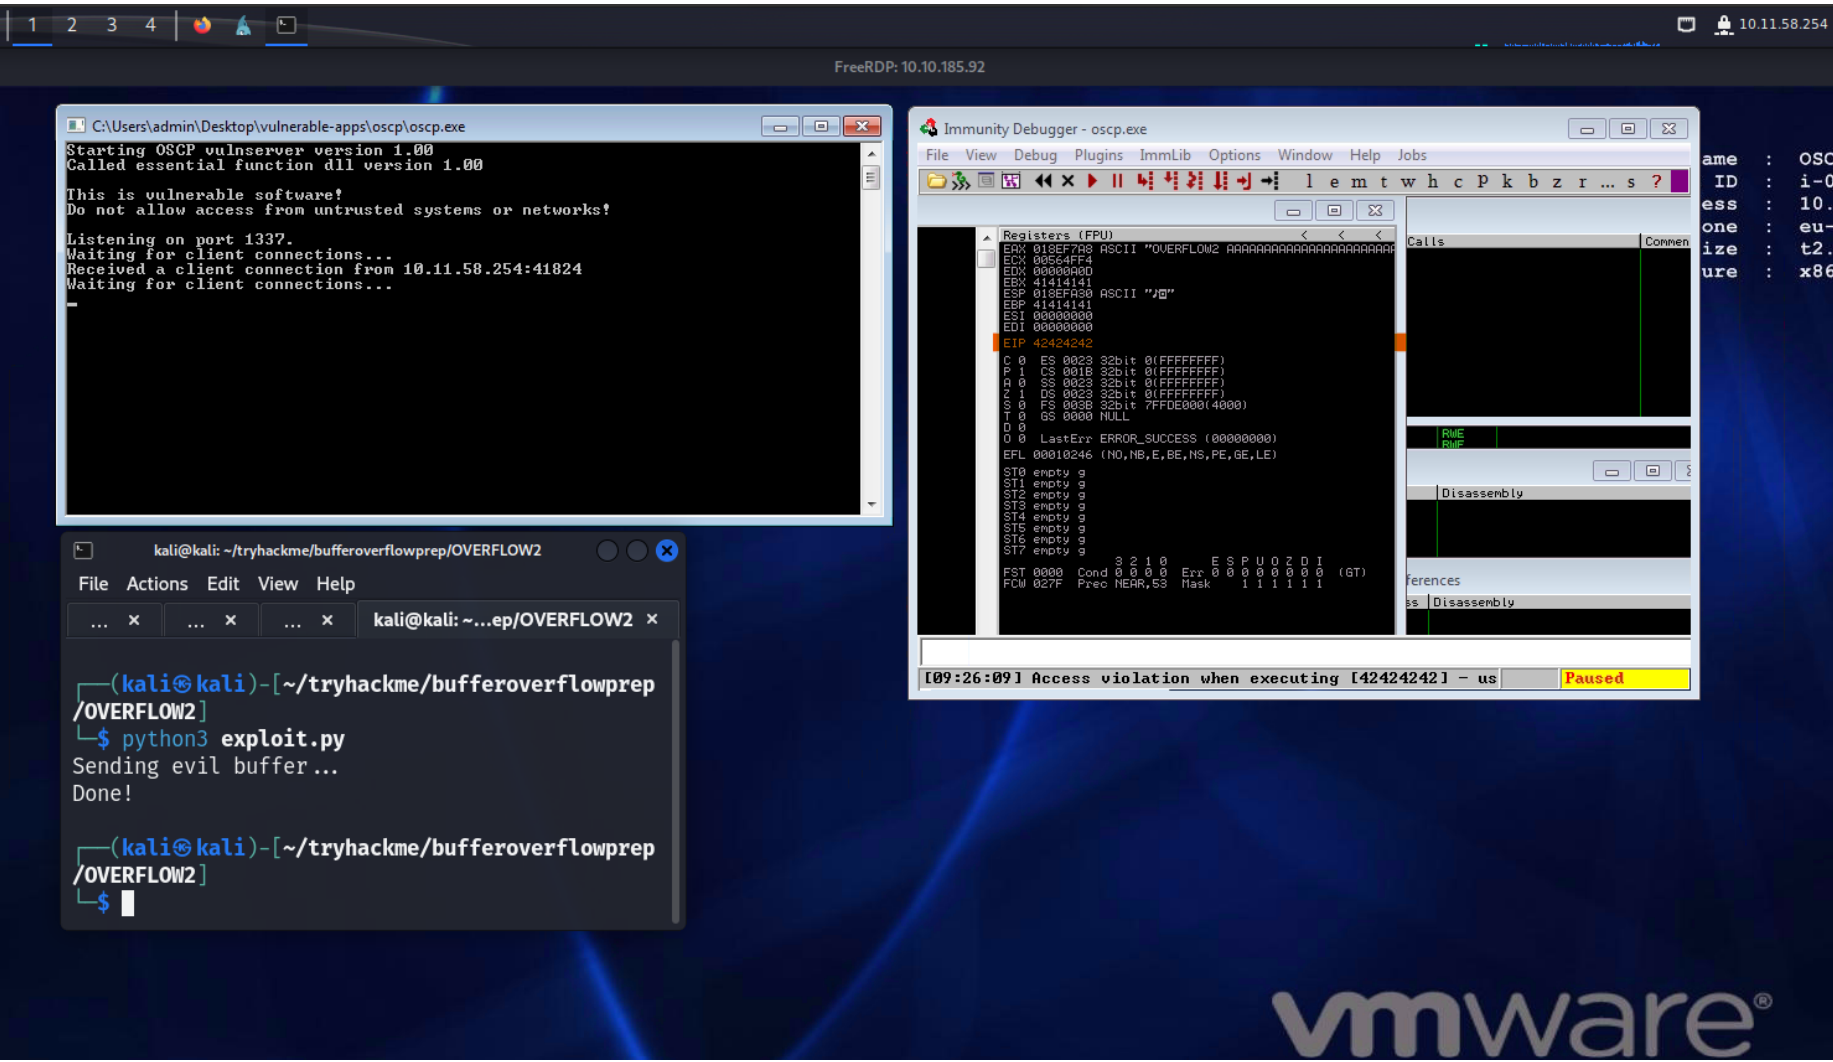 1 2 3 4
10.11.58.254
FreeRDP: 10.10.185.92
C:\Users\admin\Desktop\vulnerable-apps\oscp\oscp.exe
Starting OSCP vulnserver version 1.00
Called essential function dll version 1.00
This is vulnerable software!
Do not allow access from untrusted systems or networks!
Listening on port 1337.
Waiting for client connections...
Received a client connection from 10.11.58.254:41824
Waiting for client connections...
kali@kali: ~/tryhackme/bufferoverflowprep/OVERFLOW2
File Actions Edit View Help
... × ... × ... × kali@kali: ~...ep/OVERFLOW2 ×
(kali㉿kali)-[~/tryhackme/bufferoverflowprep
/OVERFLOW2]
$ python3 exploit.py
Sending evil buffer...
Done!
(kali㉿kali)-[~/tryhackme/bufferoverflowprep
/OVERFLOW2]
$
Immunity Debugger - oscp.exe
File View Debug Plugins ImmLib Options Window Help Jobs
l e m t w h c P k b z r ... s ?
Registers (FPU) < < <
EAX 018EF7A8 ASCII "OVERFLOW2 AAAAAAAAAAAAAAAAAAAAAAAA
ECX 00564FF4
EDX 00000A0D
EBX 41414141
ESP 018EFA30 ASCII "♪◙"
EBP 41414141
ESI 00000000
EDI 00000000
EIP 42424242
C 0 ES 0023 32bit 0(FFFFFFFF)
P 1 CS 001B 32bit 0(FFFFFFFF)
A 0 SS 0023 32bit 0(FFFFFFFF)
Z 1 DS 0023 32bit 0(FFFFFFFF)
S 0 FS 003B 32bit 7FFDE000(4000)
T 0 GS 0000 NULL
D 0
O 0 LastErr ERROR_SUCCESS (00000000)
EFL 00010246 (NO,NB,E,BE,NS,PE,GE,LE)
ST0 empty g
ST1 empty g
ST2 empty g
ST3 empty g
ST4 empty g
ST5 empty g
ST6 empty g
ST7 empty g
3 2 1 0 E S P U O Z D I
FST 0000 Cond 0 0 0 0 Err 0 0 0 0 0 0 0 0 (GT)
FCW 027F Prec NEAR,53 Mask 1 1 1 1 1 1
Calls Commen
RWE
RWE
Disassembly
ferences
ss Disassembly
[09:26:09] Access violation when executing [42424242] - us
Paused
ame : OSC
ID : i-0
ess : 10.
one : eu-
ize : t2.
ure : x86
vmware®